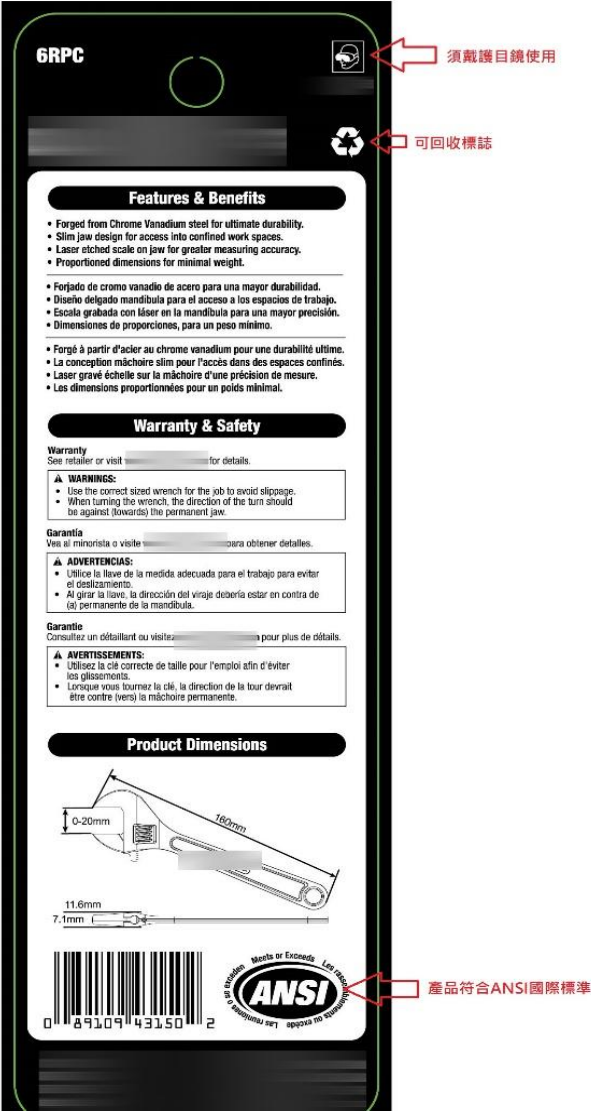 6RPC
須戴護目鏡使用
可回收標誌
Features & Benefits
• Forged from Chrome Vanadium steel for ultimate durability.
• Slim jaw design for access into confined work spaces.
• Laser etched scale on jaw for greater measuring accuracy.
• Proportioned dimensions for minimal weight.
• Forjado de cromo vanadio de acero para una mayor durabilidad.
• Diseño delgado mandíbula para el acceso a los espacios de trabajo.
• Escala grabada con láser en la mandíbula para una mayor precisión.
• Dimensiones de proporciones, para un peso mínimo.
• Forgé à partir d'acier au chrome vanadium pour une durabilité ultime.
• La conception mâchoire slim pour l'accès dans des espaces confinés.
• Laser gravé échelle sur la mâchoire d'une précision de mesure.
• Les dimensions proportionnées pour un poids minimal.
Warranty & Safety
Warranty
See retailer or visit for details.
WARNINGS:
• Use the correct sized wrench for the job to avoid slippage.
• When turning the wrench, the direction of the turn should
be against (towards) the permanent jaw.
Garantía
Vea al minorista o visite para obtener detalles.
ADVERTENCIAS:
• Utilice la llave de la medida adecuada para el trabajo para evitar
el deslizamiento.
• Al girar la llave, la dirección del viraje debería estar en contra de
(a) permanente de la mandíbula.
Garantie
Consultez un détaillant ou visitez pour plus de détails.
AVERTISSEMENTS:
• Utilisez la clé correcte de taille pour l'emploi afin d'éviter
les glissements.
• Lorsque vous tournez la clé, la direction de la tour devrait
être contre (vers) la mâchoire permanente.
Product Dimensions
0-20mm
160mm
11.6mm
7.1mm
Meets or Exceeds
Les rassemblements ou excède
Las reuniones o se exceden
ANSI
產品符合ANSI國際標準
0 89109 43150 2